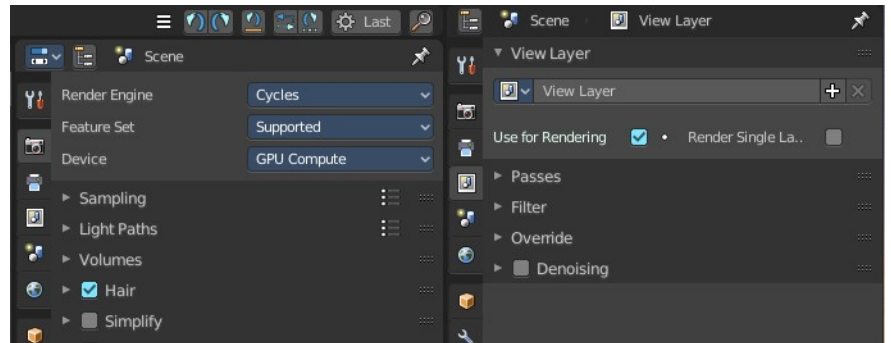 Last
Scene
Render Engine
Cycles
Feature Set
Supported
Device
GPU Compute
Sampling
Light Paths
Volumes
Hair
Simplify
Scene
View Layer
View Layer
View Layer
Use for Rendering
Render Single La..
Passes
Filter
Override
Denoising